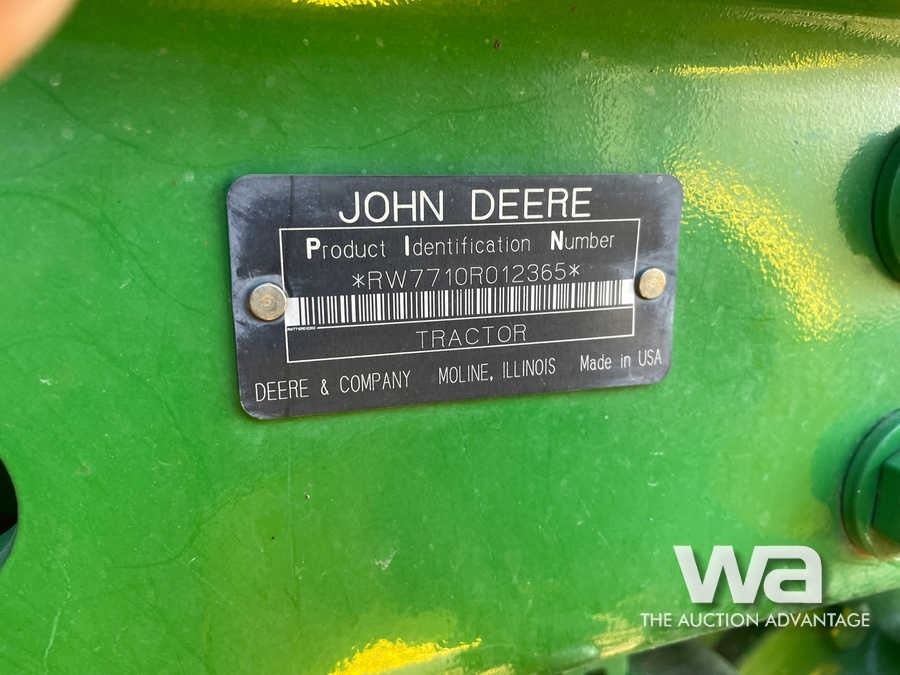 JOHN DEERE
Product Identification Number
*RW7710R012365*
TRACTOR
DEERE & COMPANY MOLINE, ILLINOIS Made in USA
wa
THE AUCTION ADVANTAGE